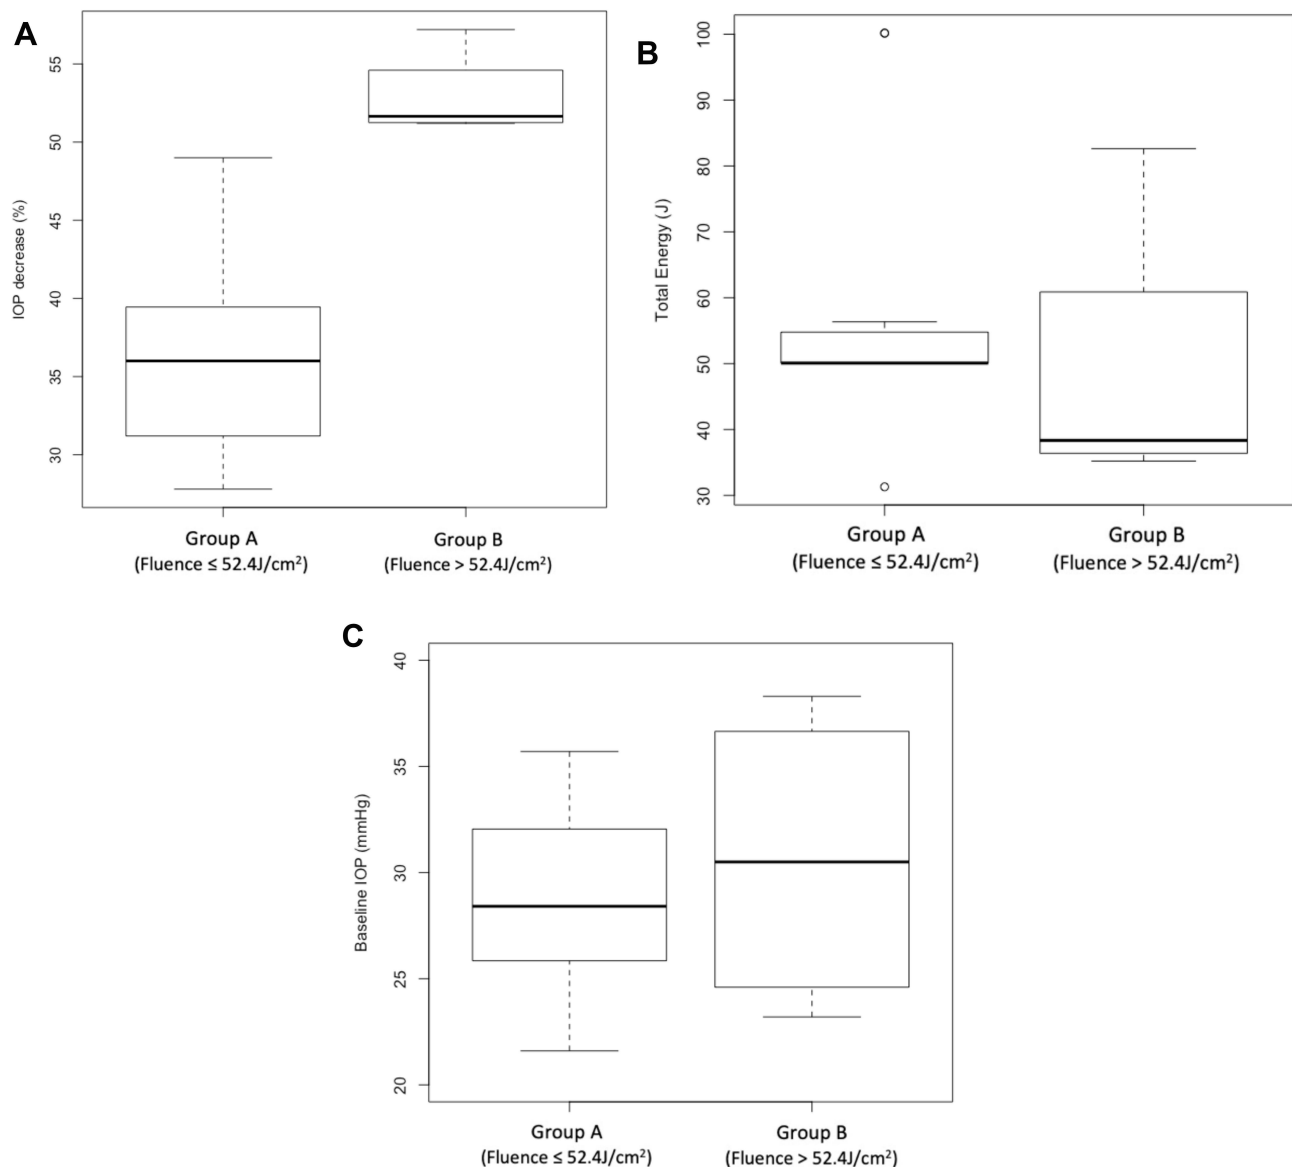 A
IOP decrease (%)
55
50
45
40
35
30
Group A
(Fluence ≤ 52.4J/cm²)
Group B
(Fluence > 52.4J/cm²)
B
Total Energy (J)
100
90
80
70
60
50
40
30
Group A
(Fluence ≤ 52.4J/cm²)
Group B
(Fluence > 52.4J/cm²)
C
Baseline IOP (mmHg)
40
35
30
25
20
Group A
(Fluence ≤ 52.4J/cm²)
Group B
(Fluence > 52.4J/cm²)